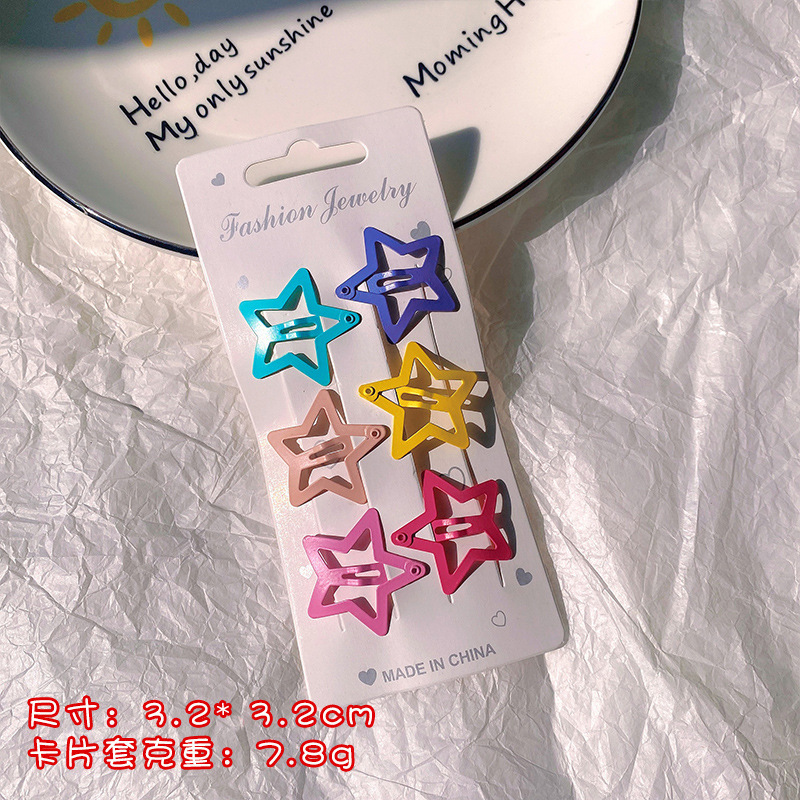 Hello,day
My only sunshine
Moming H
Fashion Jewelry
MADE IN CHINA
尺寸：3.2* 3.2cm
卡片套克重：7.8g